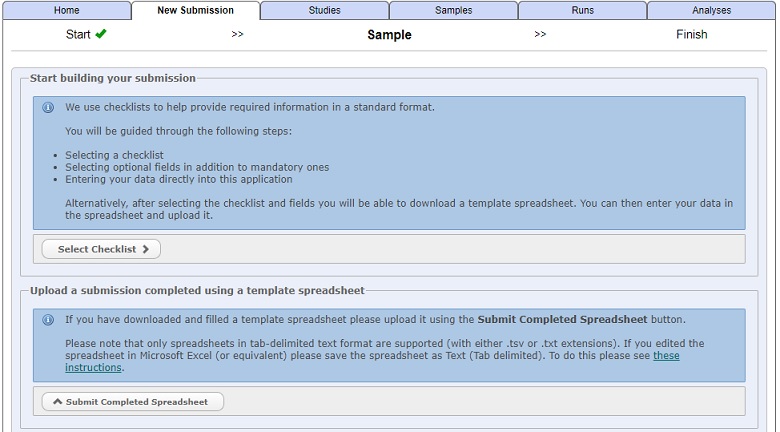 Home New Submission Studies Samples Runs Analyses
Start >> Sample >> Finish
Start building your submission
We use checklists to help provide required information in a standard format.
You will be guided through the following steps:
• Selecting a checklist
• Selecting optional fields in addition to mandatory ones
• Entering your data directly into this application
Alternatively, after selecting the checklist and fields you will be able to download a template spreadsheet. You can then enter your data in
the spreadsheet and upload it.
Select Checklist
Upload a submission completed using a template spreadsheet
If you have downloaded and filled a template spreadsheet please upload it using the Submit Completed Spreadsheet button.
Please note that only spreadsheets in tab-delimited text format are supported (with either .tsv or .txt extensions). If you edited the
spreadsheet in Microsoft Excel (or equivalent) please save the spreadsheet as Text (Tab delimited). To do this please see these
instructions.
Submit Completed Spreadsheet